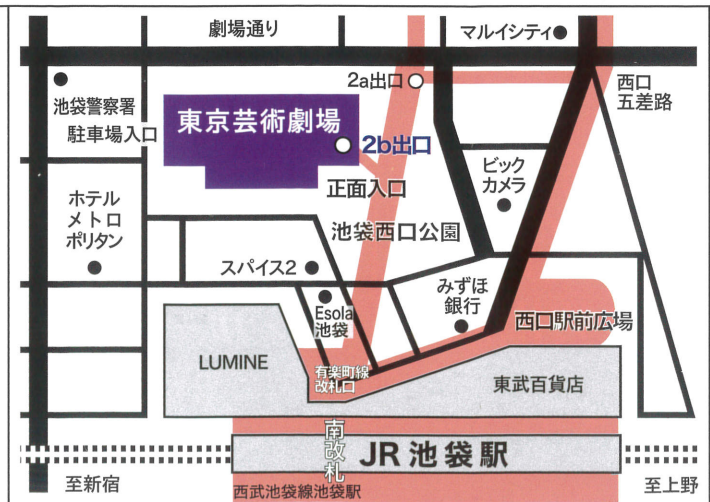 劇場通り
マルイシティ
2a出口
西口
五差路
池袋警察署
駐車場入口
東京芸術劇場
2b出口
正面入口
ビック
カメラ
ホテル
メトロ
ポリタン
池袋西口公園
スパイス2
みずほ
銀行
Esola
池袋
西口駅前広場
LUMINE
有楽町線
改札口
東武百貨店
南改札
JR池袋駅
至新宿
西武池袋線池袋駅
至上野